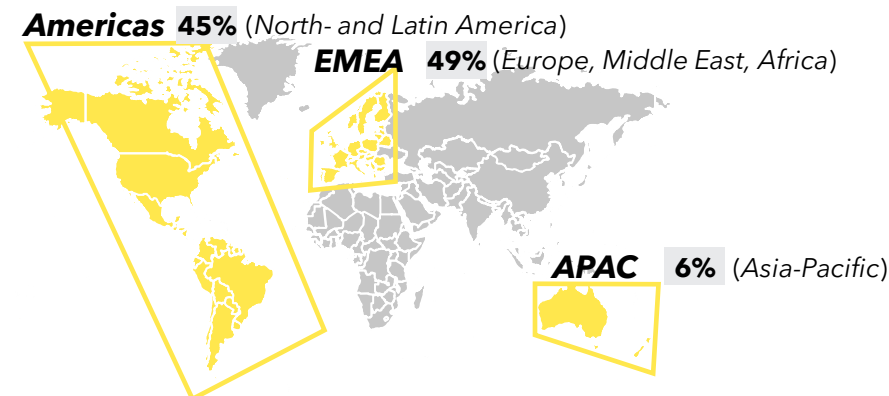 Americas 45% (North- and Latin America)
EMEA 49% (Europe, Middle East, Africa)
APAC 6% (Asia-Pacific)